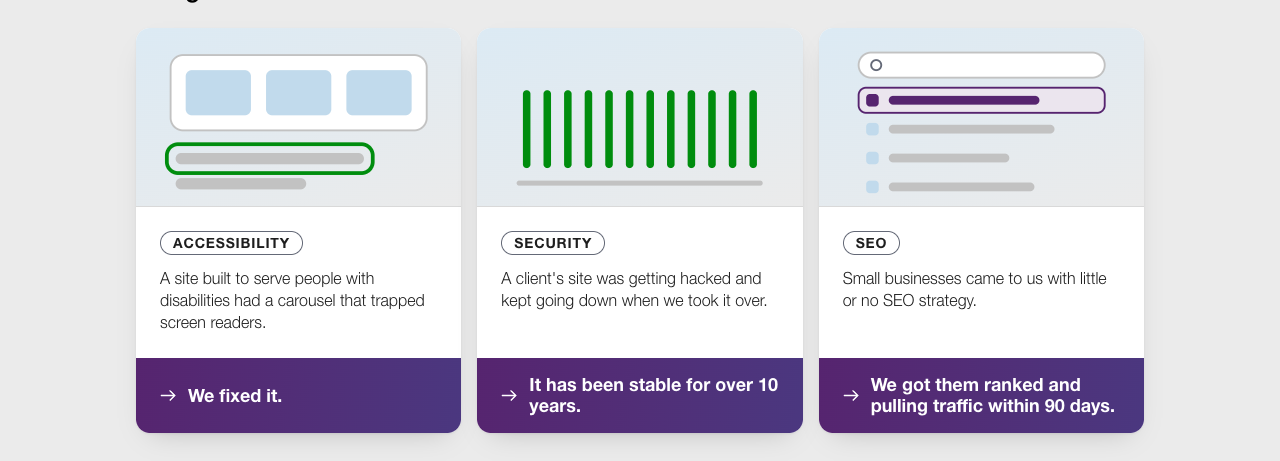 ACCESSIBILITY
A site built to serve people with
disabilities had a carousel that trapped
screen readers.
→ We fixed it.
SECURITY
A client's site was getting hacked and
kept going down when we took it over.
→ It has been stable for over 10
years.
SEO
Small businesses came to us with little
or no SEO strategy.
→ We got them ranked and
pulling traffic within 90 days.